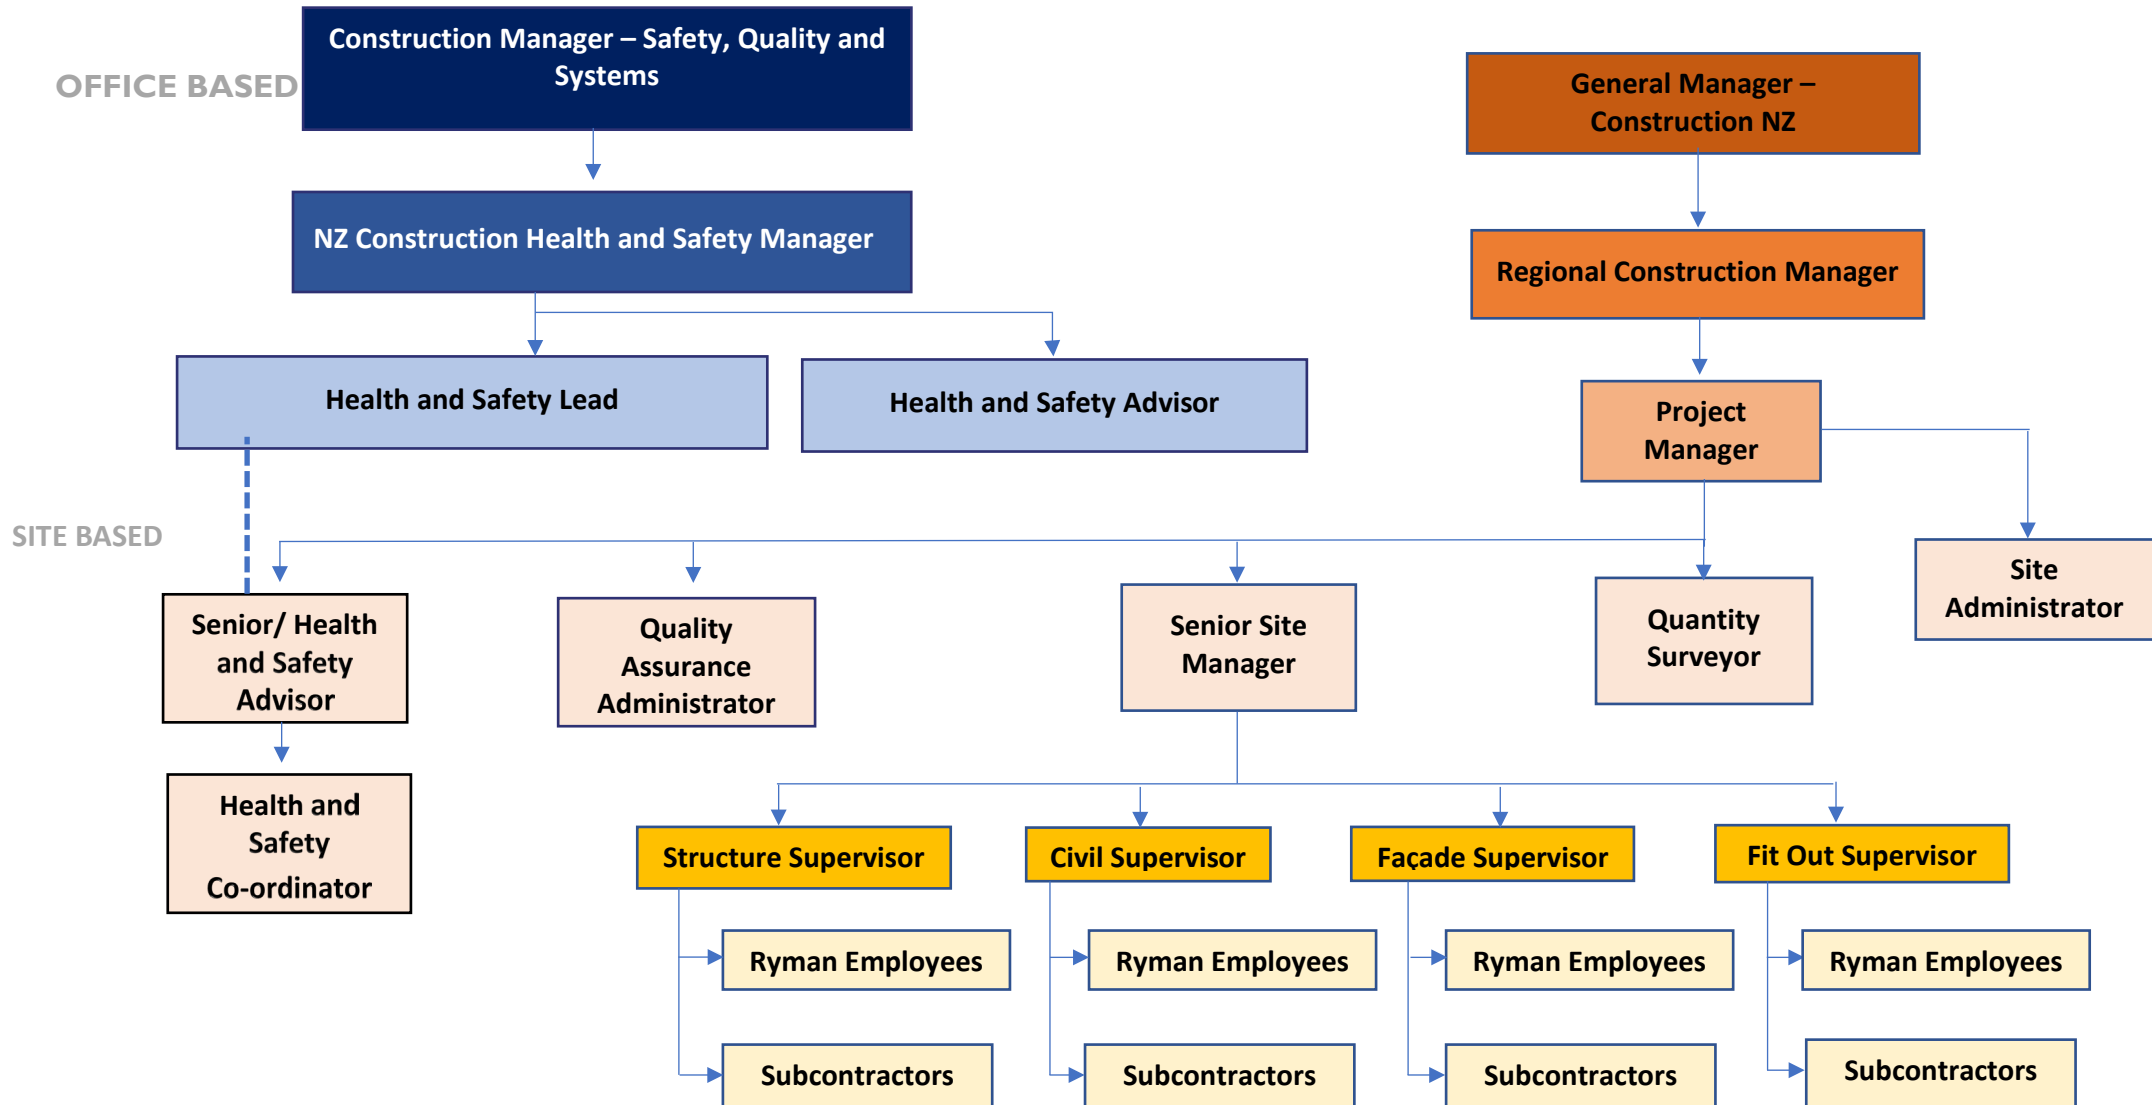 Construction Manager – Safety, Quality and
Systems
OFFICE BASED
General Manager –
Construction NZ
NZ Construction Health and Safety Manager
Regional Construction Manager
Health and Safety Lead
Health and Safety Advisor
Project
Manager
SITE BASED
Senior/ Health
and Safety
Advisor
Quality
Assurance
Administrator
Senior Site
Manager
Quantity
Surveyor
Site
Administrator
Health and
Safety
Co-ordinator
Structure Supervisor
Civil Supervisor
Façade Supervisor
Fit Out Supervisor
Ryman Employees
Ryman Employees
Ryman Employees
Ryman Employees
Subcontractors
Subcontractors
Subcontractors
Subcontractors